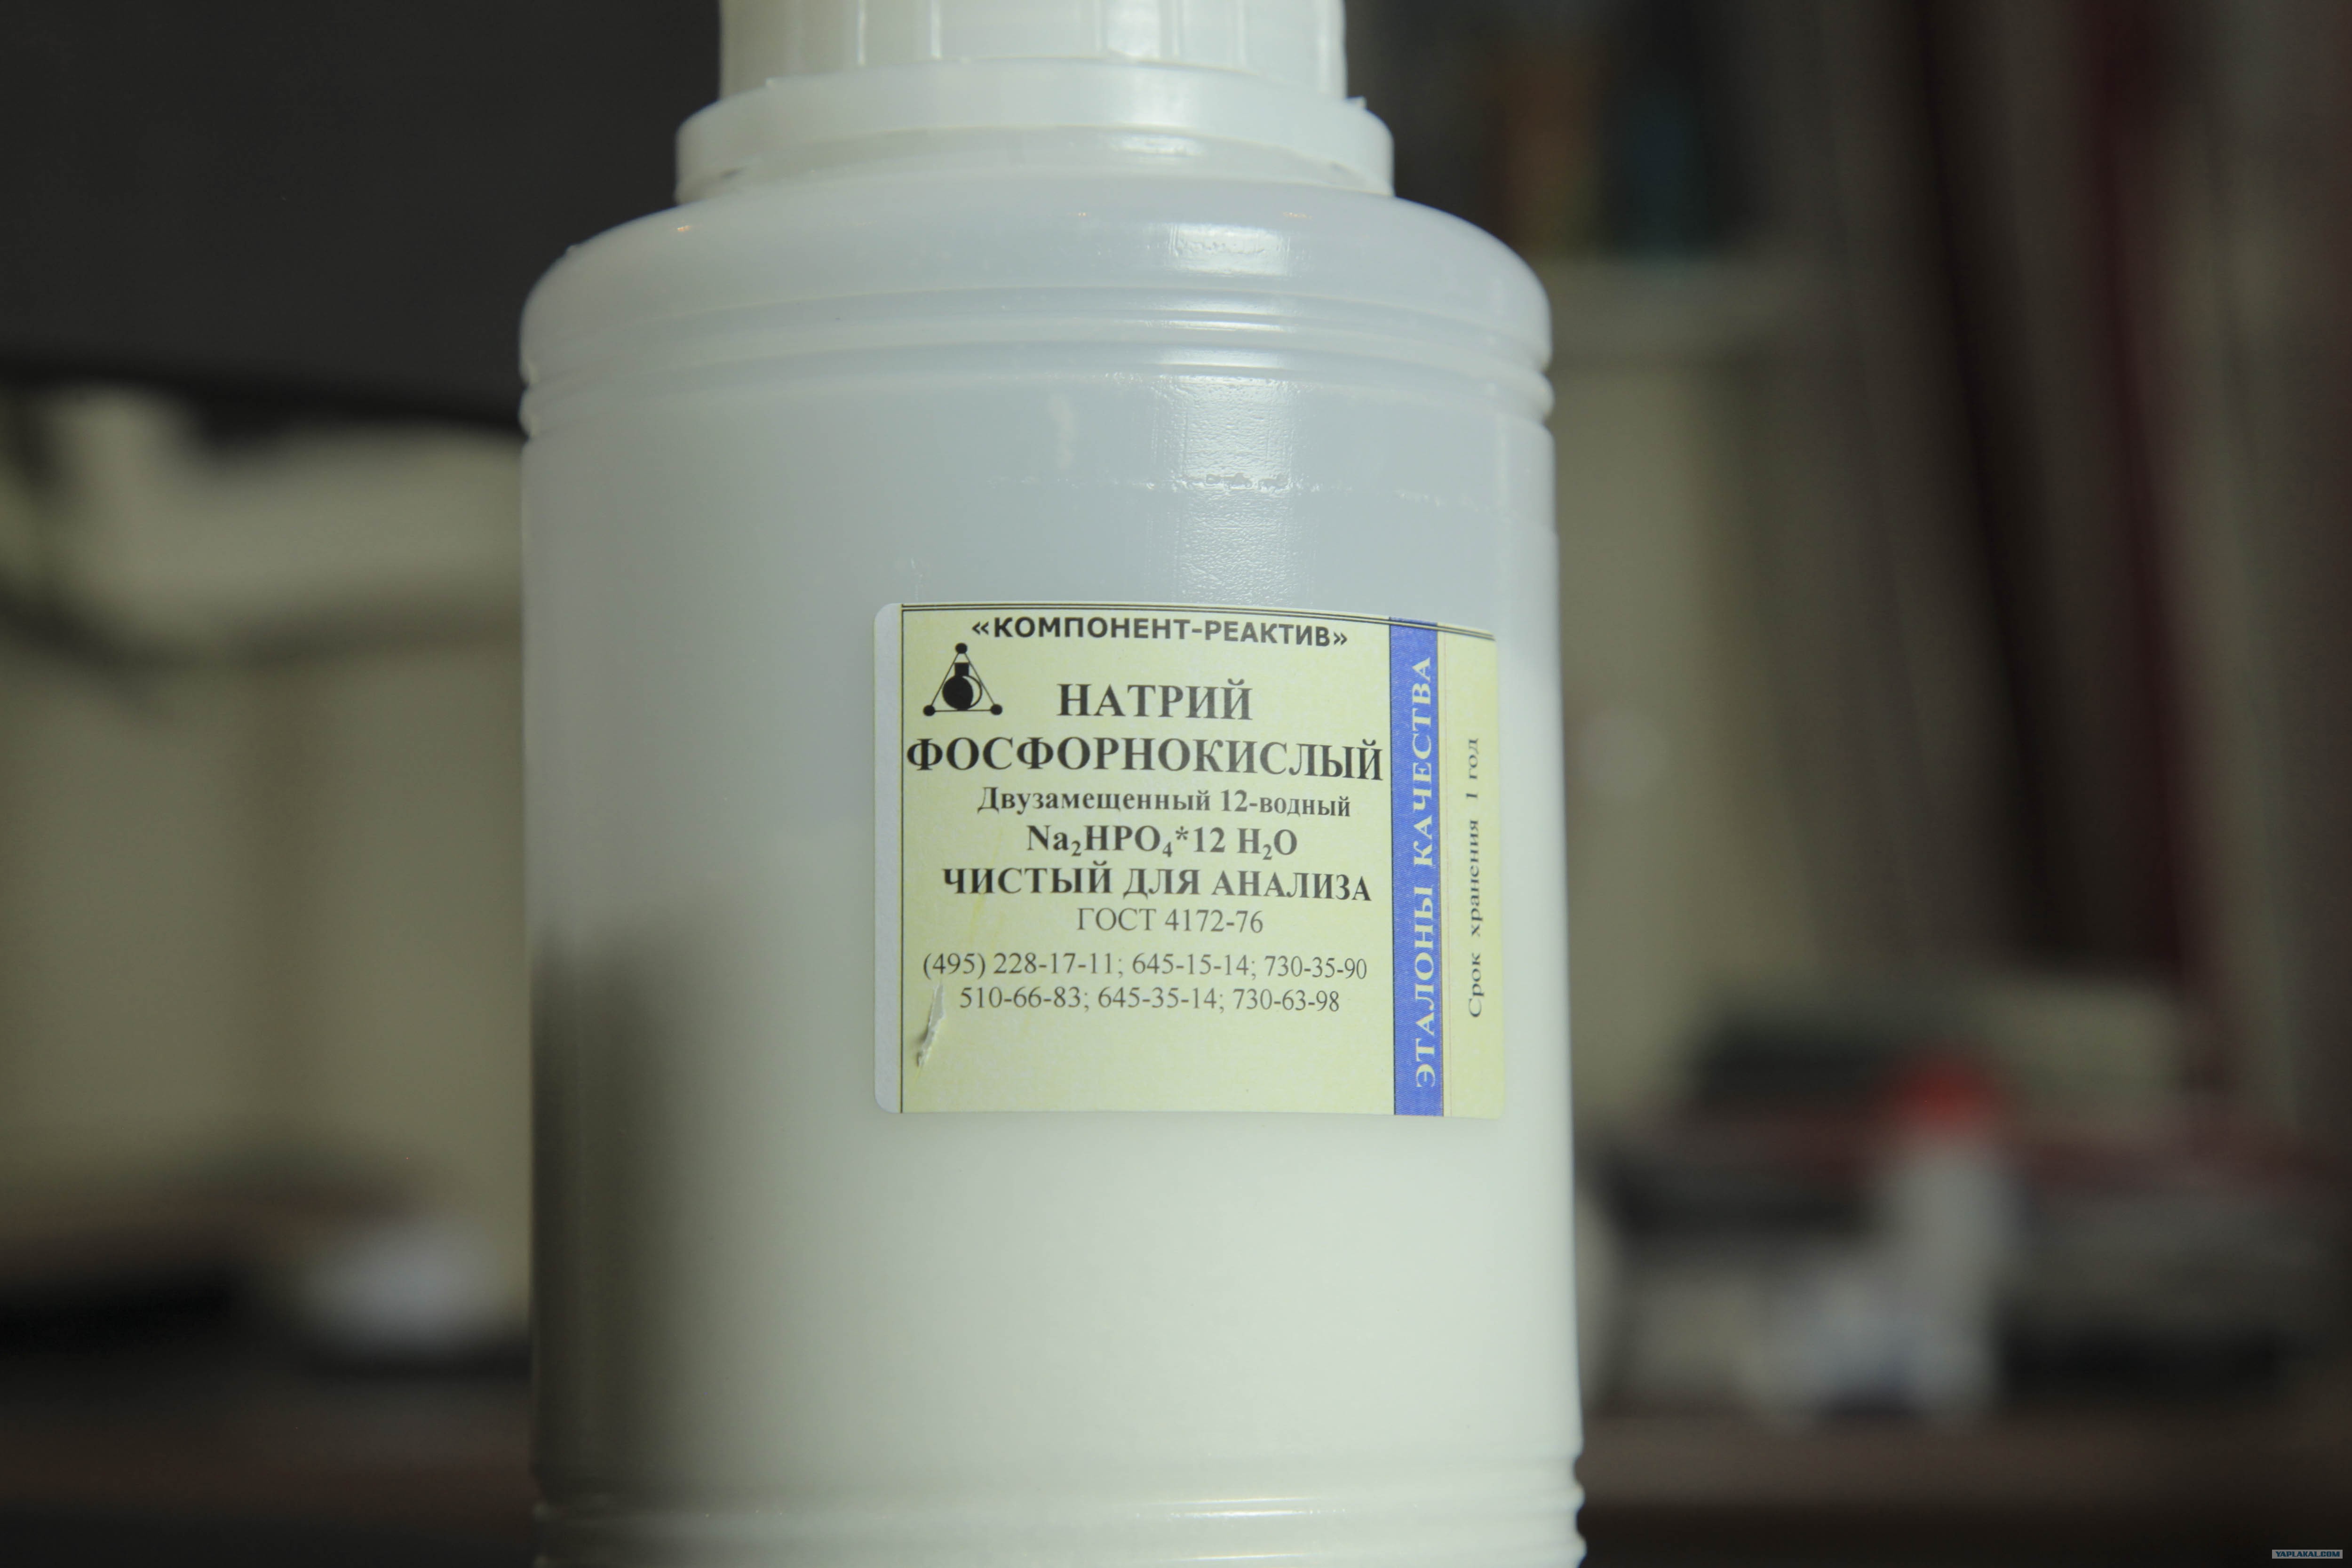 «КОМПОНЕНТ-РЕАКТИВ»
НАТРИЙ
ФОСФОРНОКИСЛЫЙ
Двузамещенный 12-водный
Na₂HPO₄*12 H₂O
ЧИСТЫЙ ДЛЯ АНАЛИЗА
ГОСТ 4172-76
(495) 228-17-11; 645-15-14; 730-35-90
510-66-83; 645-35-14; 730-63-98
ЭТАЛОНЫ КАЧЕСТВА
Срок хранения 1 год
YAPLAKAL.COM